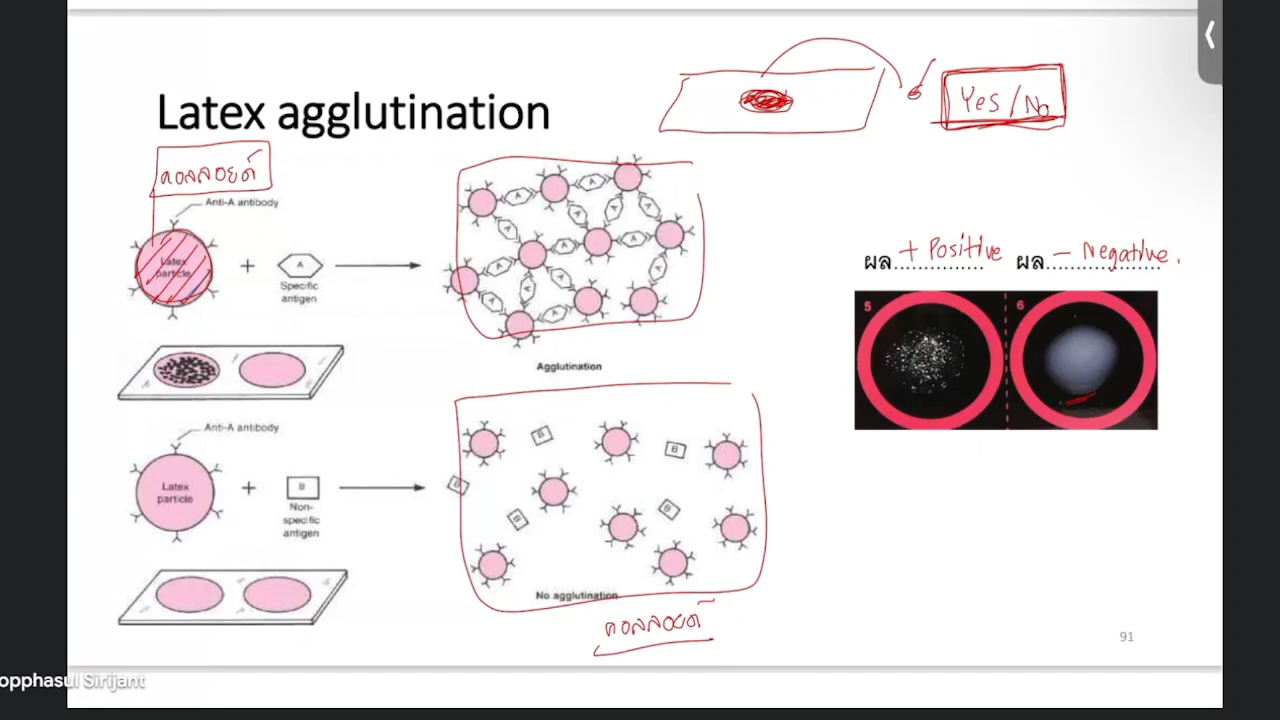 Latex agglutination
Yes / No
คอลลอยด์
Anti-A antibody
Latex
particle
+
A
Specific
antigen
A A A A A A A A A A A A A A A
Agglutination
ผล + Positive ผล - Negative.
5 6
Anti-A antibody
Latex
particle
+
B
Non-
specific
antigen
B B B B B
No agglutination
คอลลอยด์
91
opphasul Sirijant